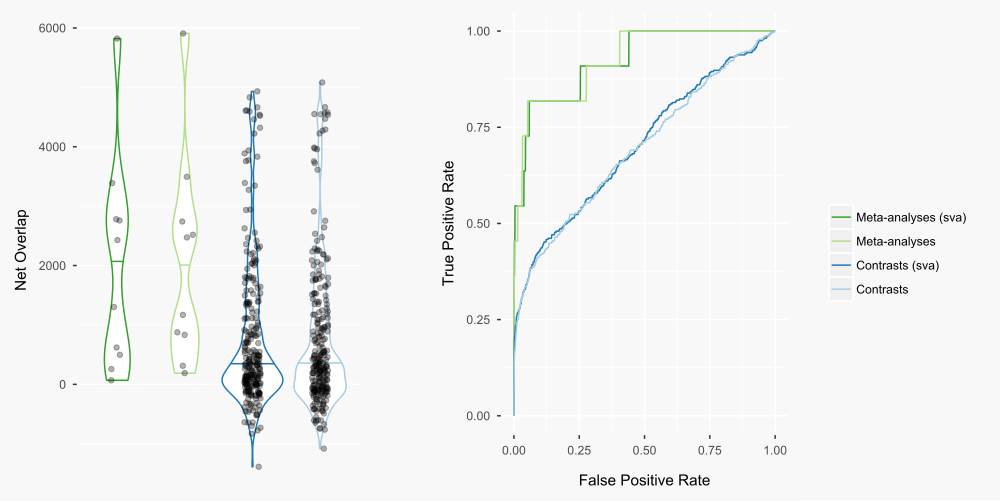 6000
4000
2000
0
Net Overlap
1.00
0.75
0.50
0.25
0.00
True Positive Rate
0.00 0.25 0.50 0.75 1.00
False Positive Rate
Meta-analyses (sva)
Meta-analyses
Contrasts (sva)
Contrasts